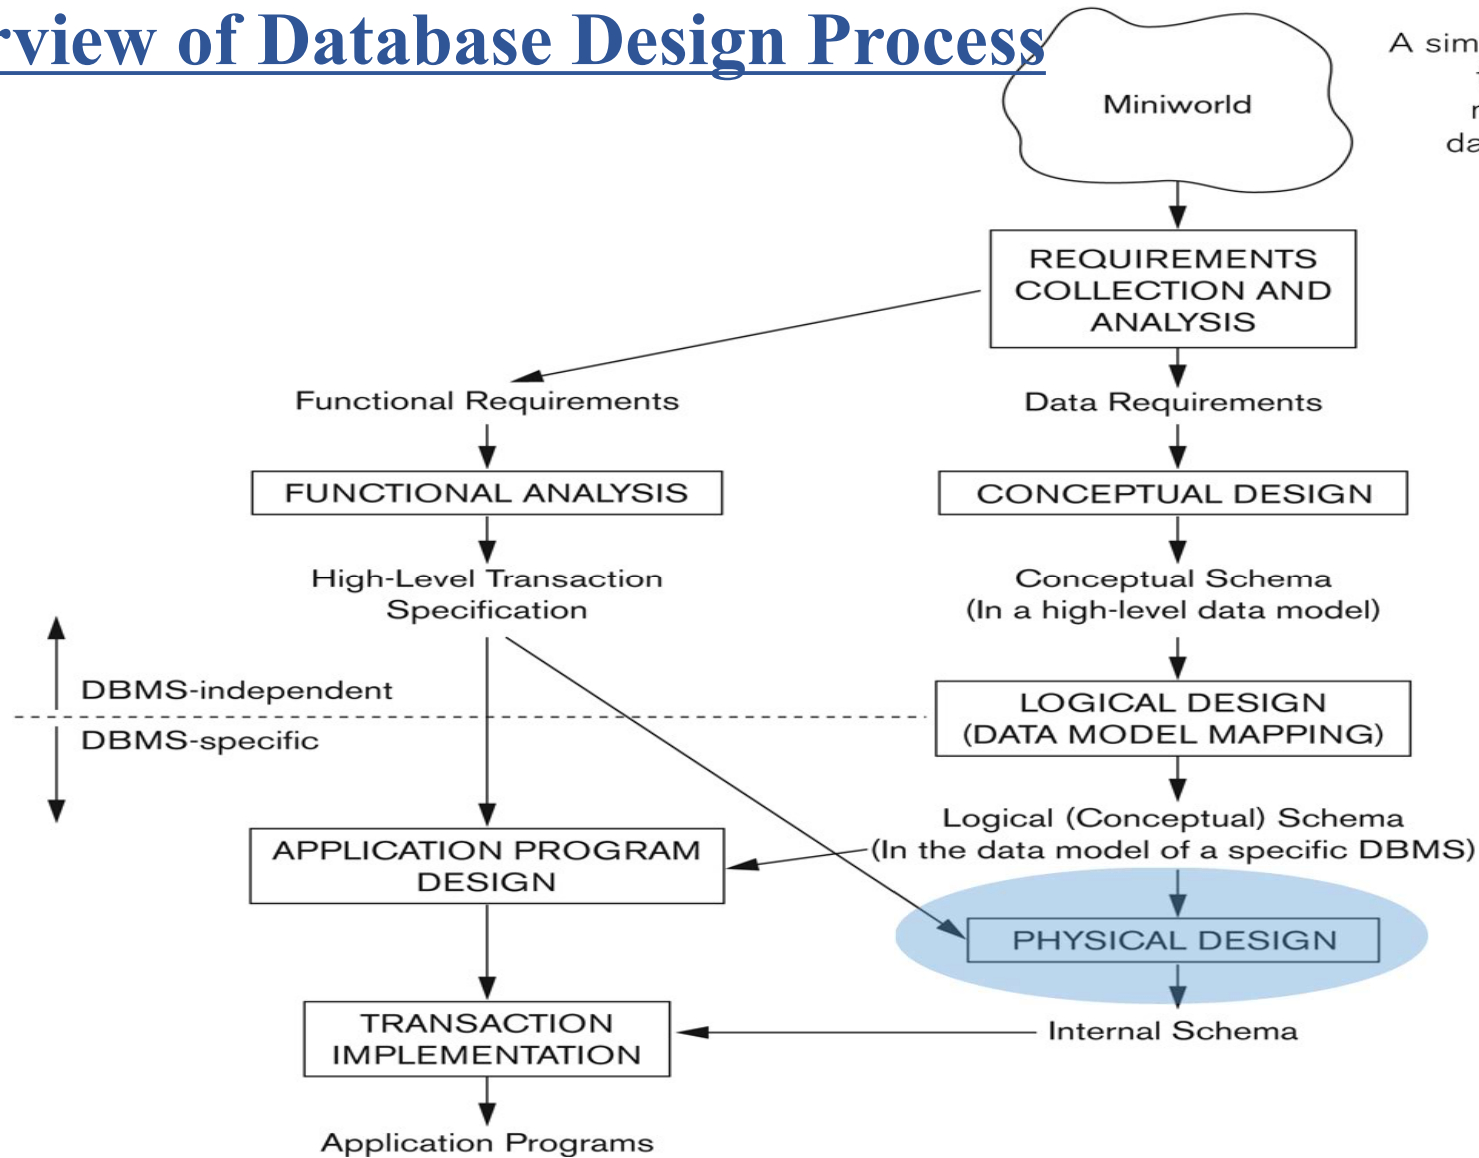 rview of Database Design Process
A sim
Miniworld
da
REQUIREMENTS
COLLECTION AND
ANALYSIS
Functional Requirements
Data Requirements
FUNCTIONAL ANALYSIS
CONCEPTUAL DESIGN
High-Level Transaction
Specification
Conceptual Schema
(In a high-level data model)
DBMS-independent
DBMS-specific
LOGICAL DESIGN
(DATA MODEL MAPPING)
Logical (Conceptual) Schema
(In the data model of a specific DBMS)
APPLICATION PROGRAM
DESIGN
PHYSICAL DESIGN
TRANSACTION
IMPLEMENTATION
Internal Schema
Application Programs